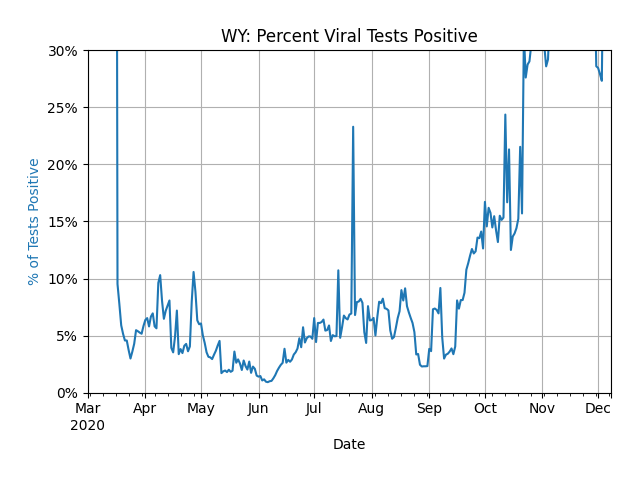 WY: Percent Viral Tests Positive
30%
25%
20%
15%
10%
5%
0%
% of Tests Positive
Mar Apr May Jun Jul Aug Sep Oct Nov Dec
2020
Date